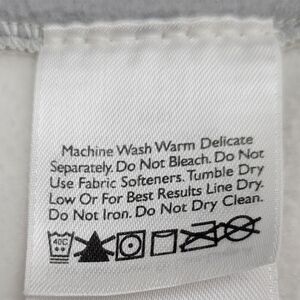 Machine Wash Warm Delicate
Separately. Do Not Bleach. Do Not
Use Fabric Softeners. Tumble Dry
Low Or For Best Results Line Dry.
Do Not Iron. Do Not Dry Clean.
40C